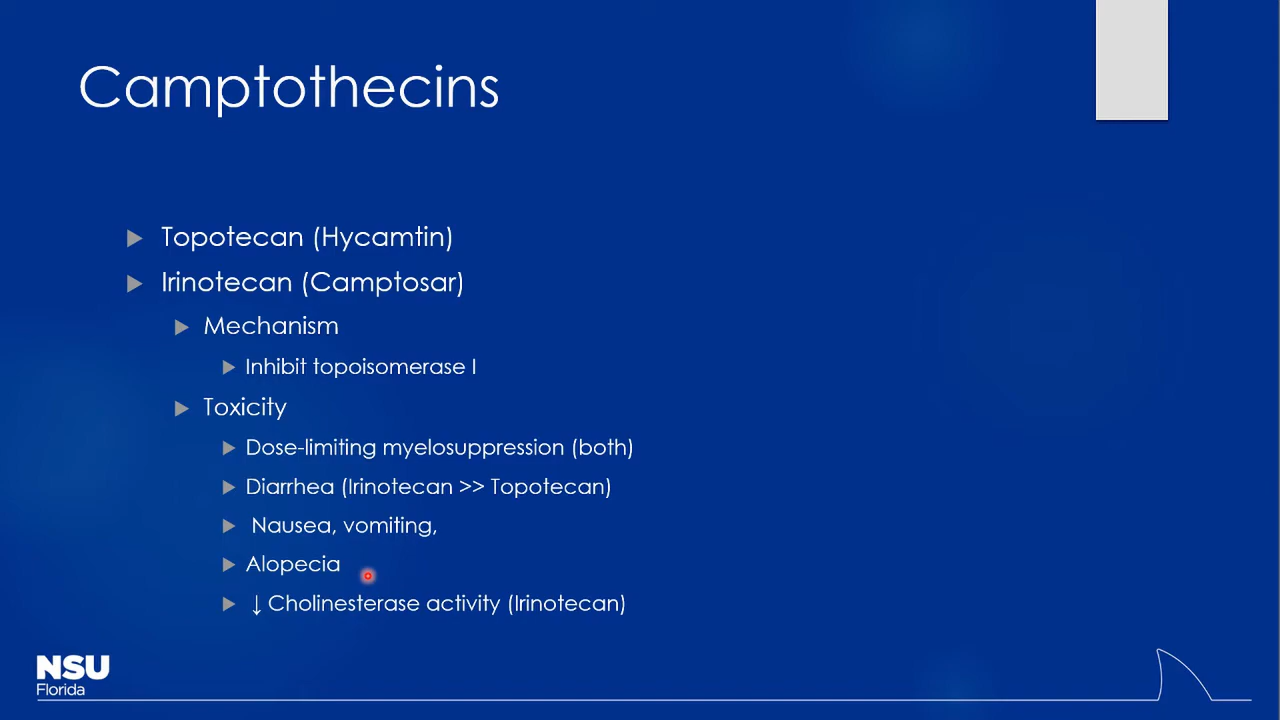 Camptothecins
Topotecan (Hycamtin)
Irinotecan (Camptosar)
Mechanism
Inhibit topoisomerase I
Toxicity
Dose-limiting myelosuppression (both)
Diarrhea (Irinotecan >> Topotecan)
Nausea, vomiting,
Alopecia
↓ Cholinesterase activity (Irinotecan)
NSU
Florida